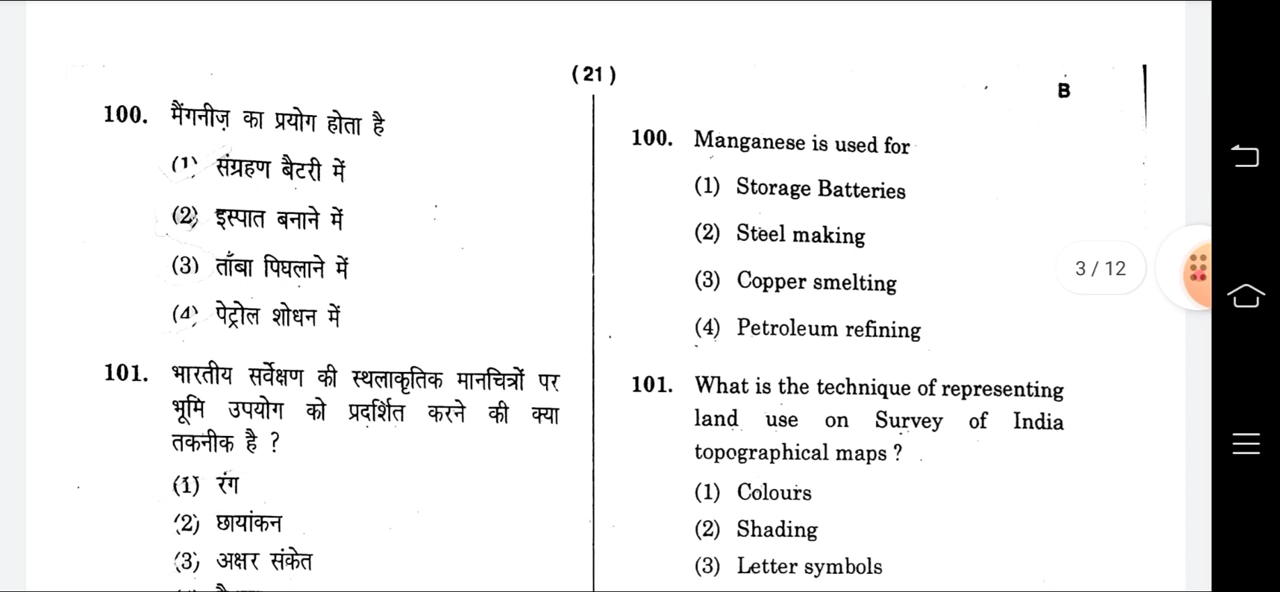 (21)
B
100. मैंगनीज़ का प्रयोग होता है
(1) संग्रहण बैटरी में
(2) इस्पात बनाने में
(3) ताँबा पिघलाने में
(4) पेट्रोल शोधन में
101. भारतीय सर्वेक्षण की स्थलाकृतिक मानचित्रों पर
भूमि उपयोग को प्रदर्शित करने की क्या
तकनीक है ?
(1) रंग
(2) छायांकन
(3) अक्षर संकेत
100. Manganese is used for
(1) Storage Batteries
(2) Steel making
(3) Copper smelting
(4) Petroleum refining
101. What is the technique of representing
land use on Survey of India
topographical maps ?
(1) Colours
(2) Shading
(3) Letter symbols
3 / 12